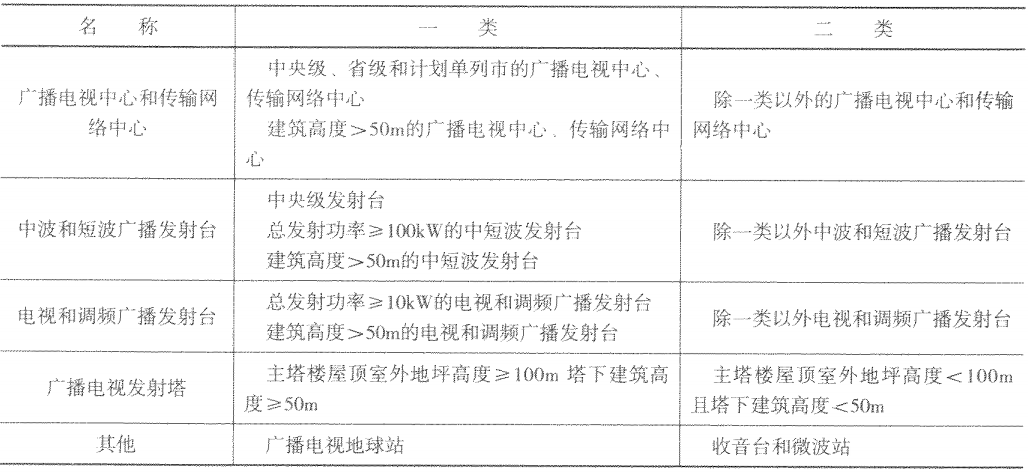 名 称 一 类 二 类
广播电视中心和传输网络中心
中央级、省级和计划单列市的广播电视中心、
传输网络中心
建筑高度>50m的广播电视中心、传输网络中
心
除一类以外的广播电视中心和传输
网络中心
中波和短波广播发射台
中央级发射台
总发射功率≥100kW的中短波发射台
建筑高度>50m的中短波发射台
除一类以外中波和短波广播发射台
电视和调频广播发射台
总发射功率≥10kW的电视和调频广播发射台
建筑高度>50m的电视和调频广播发射台
除一类以外电视和调频广播发射台
广播电视发射塔
主塔楼屋顶室外地坪高度≥100m 塔下建筑高
度≥50m
主塔楼屋顶室外地坪高度<100m
且塔下建筑高度<50m
其他
广播电视地球站
收音台和微波站